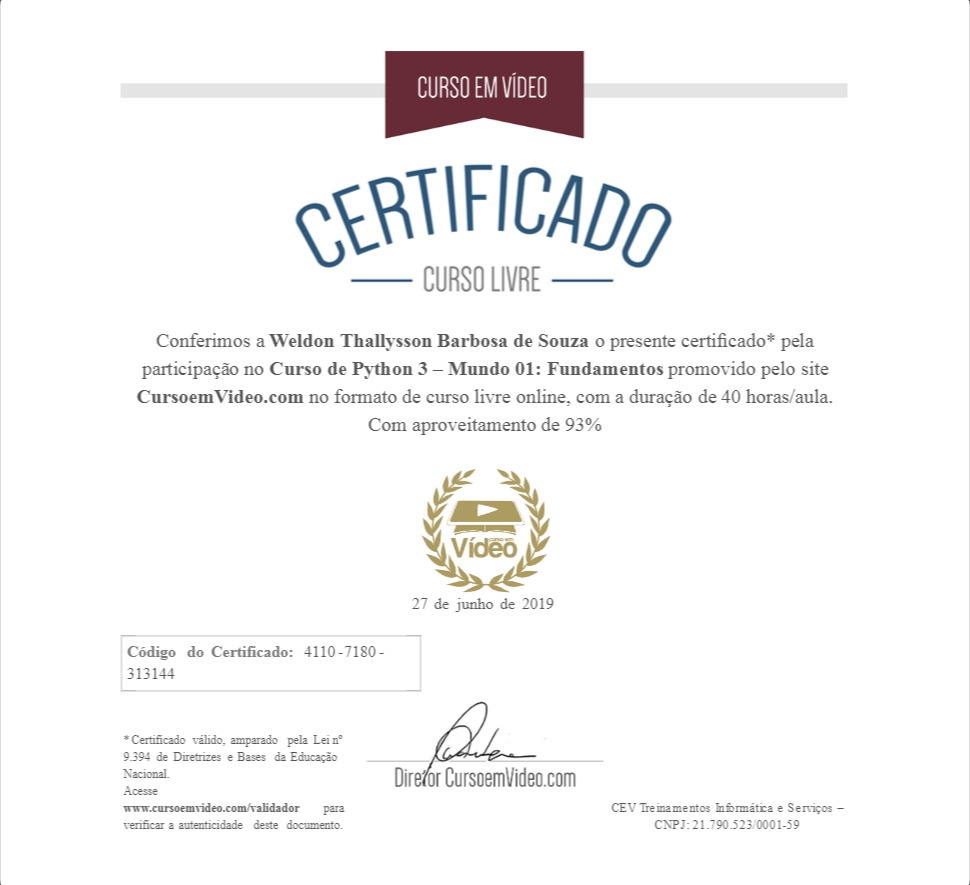 CURSO EM VÍDEO
CERTIFICADO
CURSO LIVRE
Conferimos a Weldon Thallysson Barbosa de Souza o presente certificado* pela
participação no Curso de Python 3 – Mundo 01: Fundamentos promovido pelo site
CursoemVideo.com no formato de curso livre online, com a duração de 40 horas/aula.
Com aproveitamento de 93%
curso em
Vídeo
27 de junho de 2019
Código do Certificado: 4110-7180-
313144
*Certificado válido, amparado pela Lei nº
9.394 de Diretrizes e Bases da Educação
Nacional.
Acesse
www.cursoemvideo.com/validador para
verificar a autenticidade deste documento.
Diretor CursoemVideo.com
CEV Treinamentos Informática e Serviços –
CNPJ: 21.790.523/0001-59